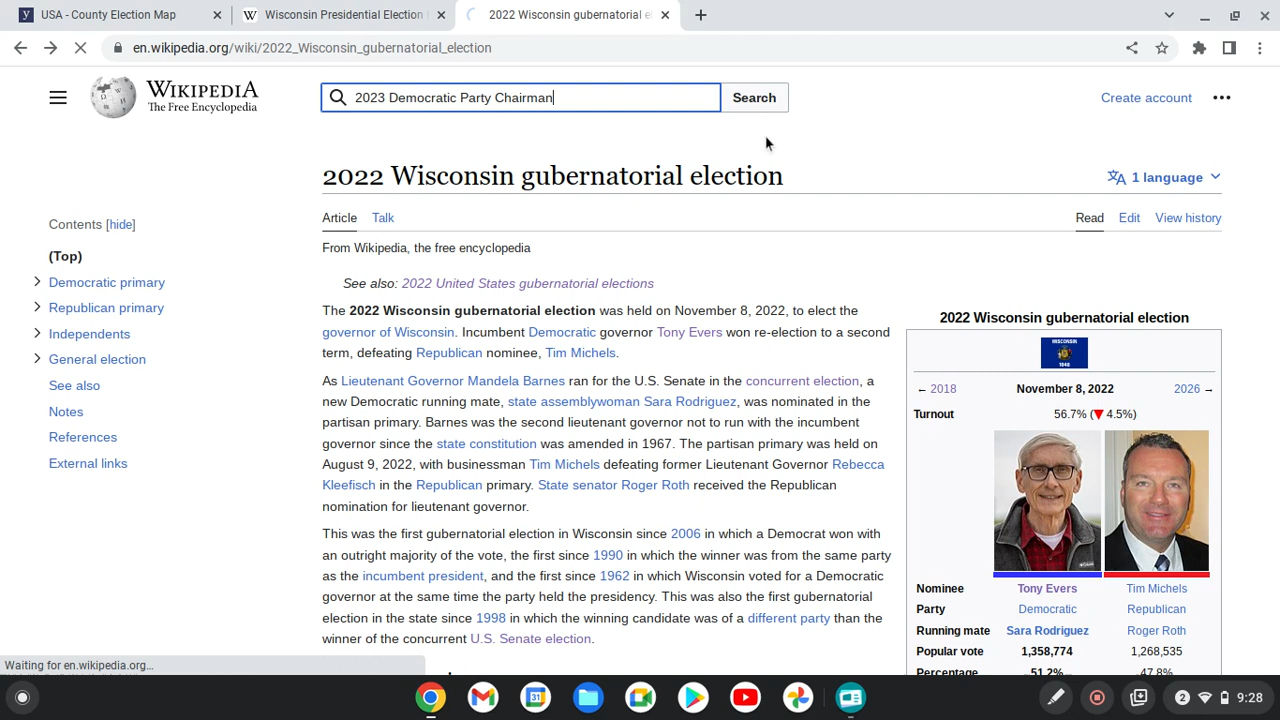 USA - County Election Map
Wisconsin Presidential Election
2022 Wisconsin gubernatorial el
en.wikipedia.org/wiki/2022_Wisconsin_gubernatorial_election
WIKIPEDIA
The Free Encyclopedia
2023 Democratic Party Chairman
Search
Create account
2022 Wisconsin gubernatorial election
1 language
Article Talk
Read Edit View history
From Wikipedia, the free encyclopedia
Contents [hide]
(Top)
Democratic primary
Republican primary
Independents
General election
See also
Notes
References
External links
See also: 2022 United States gubernatorial elections
The 2022 Wisconsin gubernatorial election was held on November 8, 2022, to elect the
governor of Wisconsin. Incumbent Democratic governor Tony Evers won re-election to a second
term, defeating Republican nominee, Tim Michels.
As Lieutenant Governor Mandela Barnes ran for the U.S. Senate in the concurrent election, a
new Democratic running mate, state assemblywoman Sara Rodriguez, was nominated in the
partisan primary. Barnes was the second lieutenant governor not to run with the incumbent
governor since the state constitution was amended in 1967. The partisan primary was held on
August 9, 2022, with businessman Tim Michels defeating former Lieutenant Governor Rebecca
Kleefisch in the Republican primary. State senator Roger Roth received the Republican
nomination for lieutenant governor.
This was the first gubernatorial election in Wisconsin since 2006 in which a Democrat won with
an outright majority of the vote, the first since 1990 in which the winner was from the same party
as the incumbent president, and the first since 1962 in which Wisconsin voted for a Democratic
governor at the same time the party held the presidency. This was also the first gubernatorial
election in the state since 1998 in which the winning candidate was of a different party than the
winner of the concurrent U.S. Senate election.
2022 Wisconsin gubernatorial election
WISCONSIN
1848
← 2018 November 8, 2022 2026 →
Turnout 56.7% (▼ 4.5%)
Nominee Tony Evers Tim Michels
Party Democratic Republican
Running mate Sara Rodriguez Roger Roth
Popular vote 1,358,774 1,268,535
Percentage 51.2% 47.8%
Waiting for en.wikipedia.org…
31
2
9:28